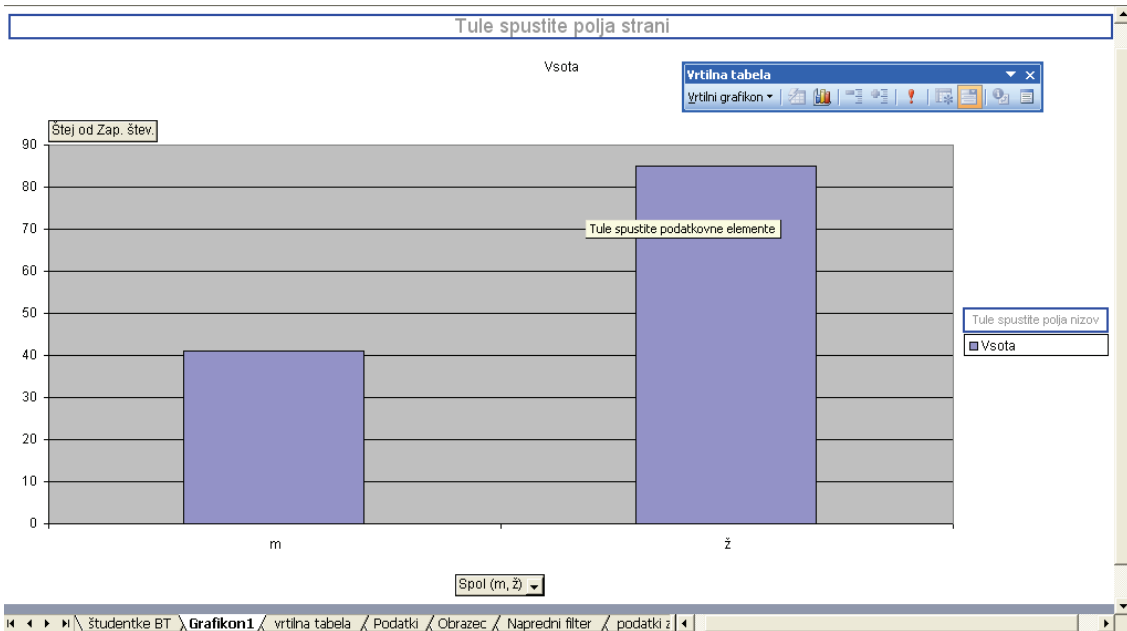 Tule spustite polja strani
Vsota
Vrtilna tabela
Vrtilni grafikon
Štej od Zap. štev.
90
80
70
60
50
40
30
20
10
0
Tule spustite podatkovne elemente
Tule spustite polja nizov
Vsota
m
ž
Spol (m, ž)
študentke BT / Grafikon1 / vrtilna tabela / Podatki / Obrazec / Napredni filter / podatki z